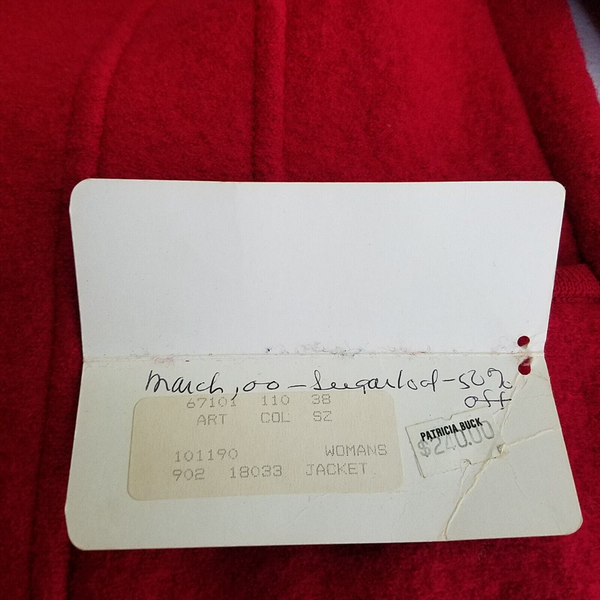 March, 00 - Sugarloaf - 50%
off
67101 110 38
ART COL SZ
101190 WOMANS
902 18033 JACKET
PATRICIA BUCK
$240.00